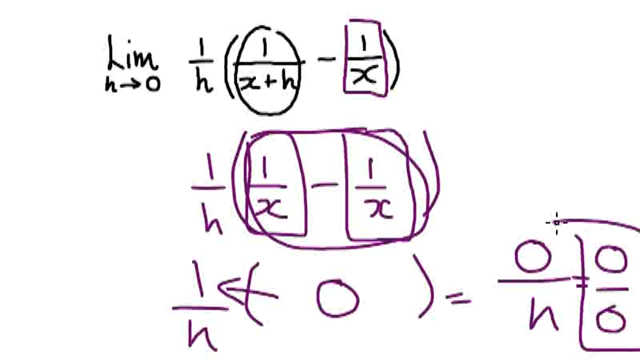 Lim h→0 1/h (1/(x+h) − 1/x)
1/h (1/x − 1/x)
1/h (0) = 0/h = 0/0